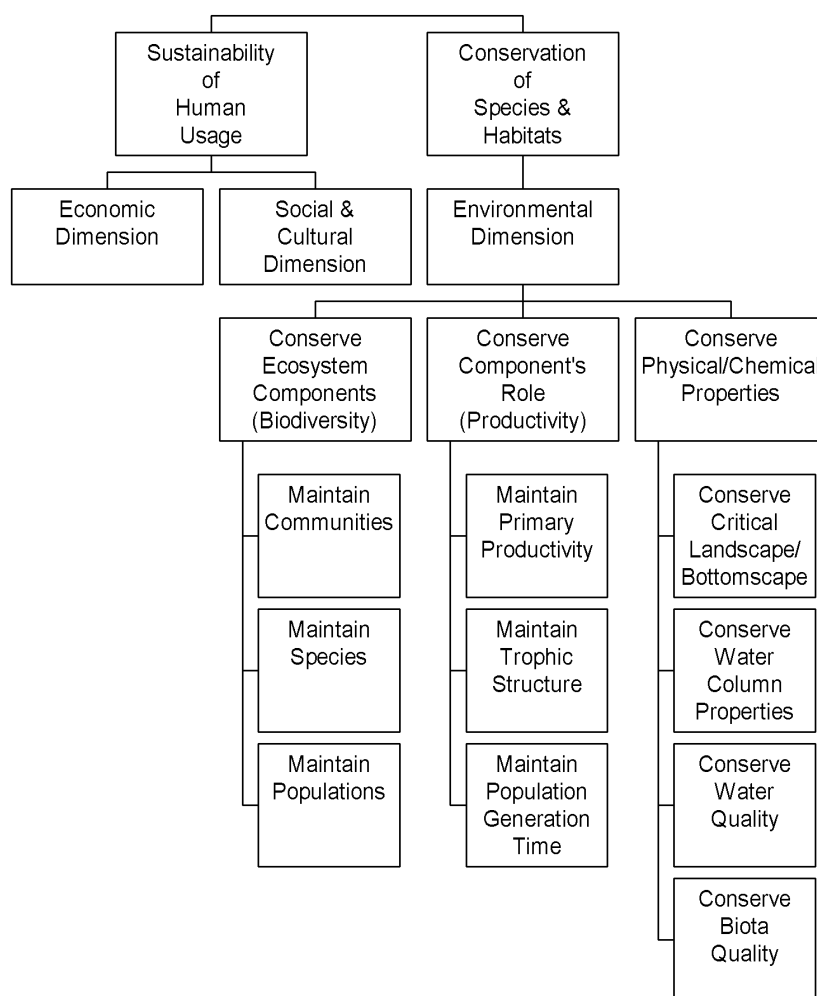 Sustainability
of
Human
Usage
Conservation
of
Species &
Habitats
Economic
Dimension
Social &
Cultural
Dimension
Environmental
Dimension
Conserve
Ecosystem
Components
(Biodiversity)
Conserve
Component's
Role
(Productivity)
Conserve
Physical/Chemical
Properties
Maintain
Communities
Maintain
Species
Maintain
Populations
Maintain
Primary
Productivity
Maintain
Trophic
Structure
Maintain
Population
Generation
Time
Conserve
Critical
Landscape/
Bottomscape
Conserve
Water
Column
Properties
Conserve
Water
Quality
Conserve
Biota
Quality